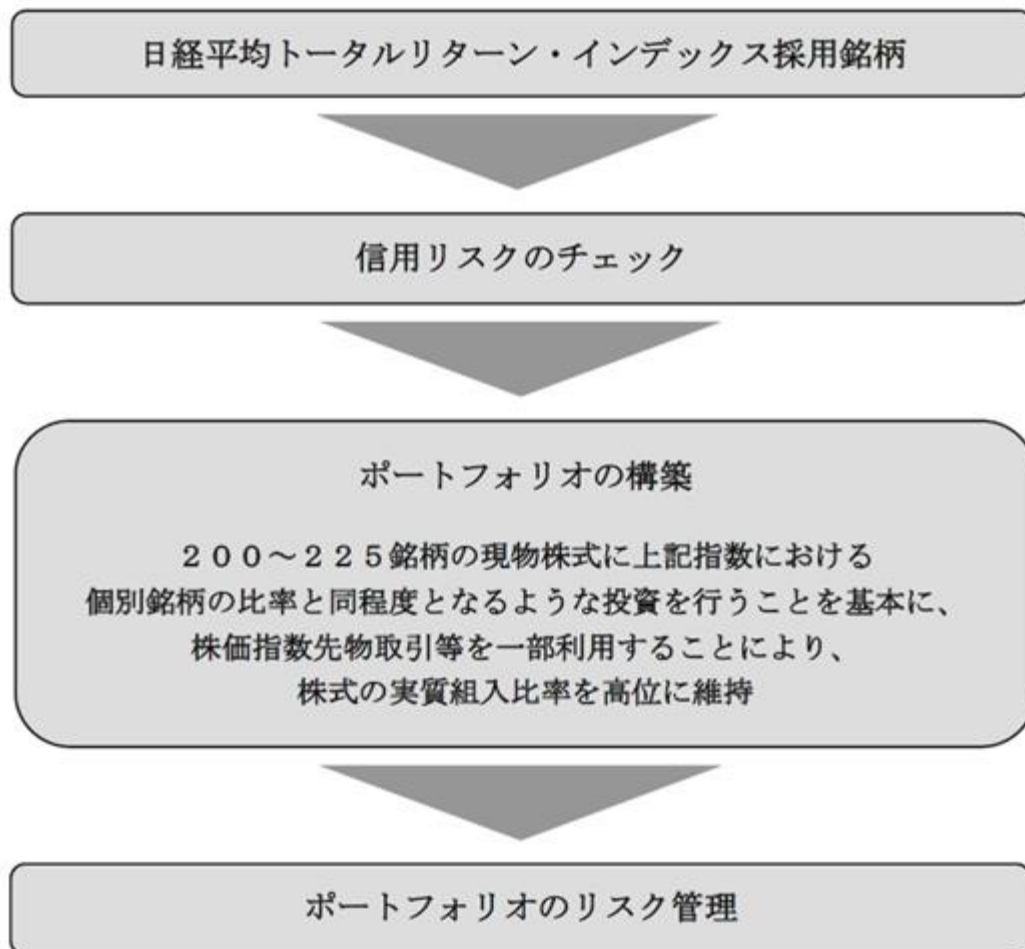 日経平均トータルリターン・インデックス採用銘柄
信用リスクのチェック
ポートフォリオの構築
２００～２２５銘柄の現物株式に上記指数における
個別銘柄の比率と同程度となるような投資を行うことを基本に、
株価指数先物取引等を一部利用することにより、
株式の実質組入比率を高位に維持
ポートフォリオのリスク管理